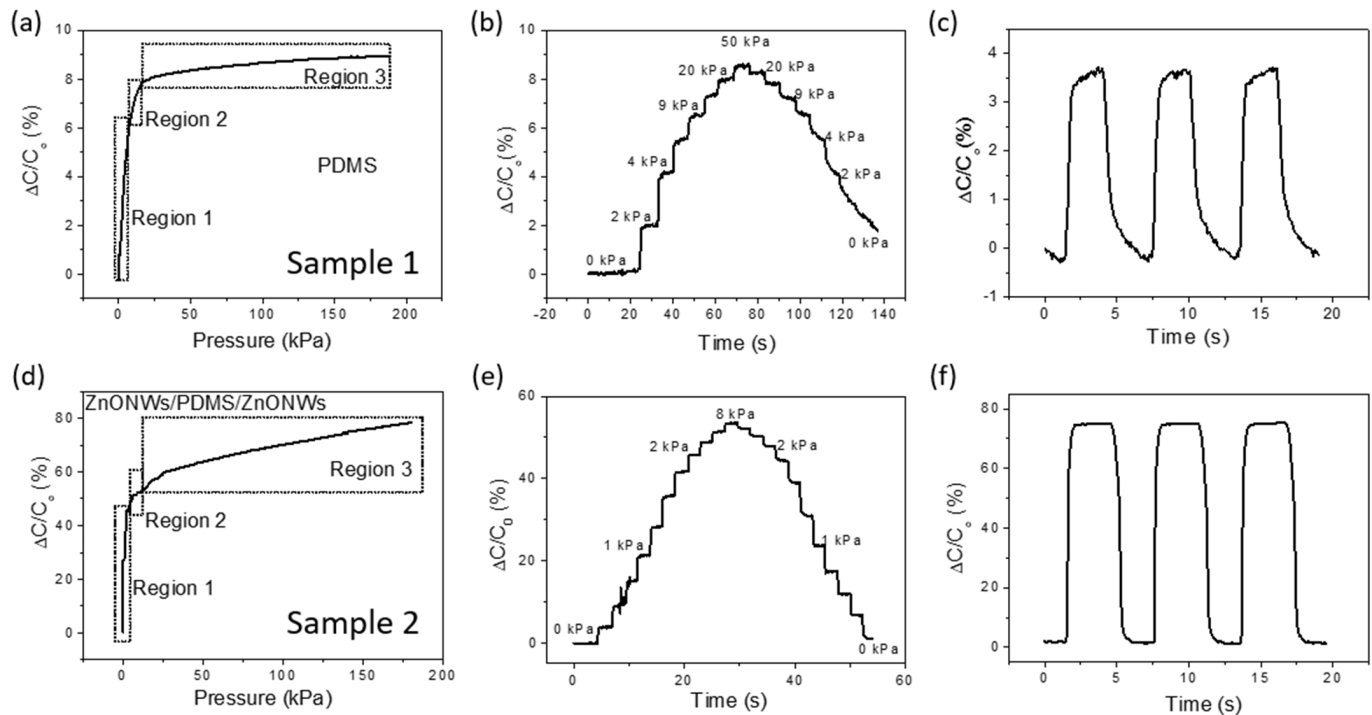 (a)
10
8
6
4
2
0
ΔC/C₀ (%)
Region 3
Region 2
PDMS
Region 1
Sample 1
0
50
100
150
200
Pressure (kPa)
(b)
10
8
6
4
2
0
ΔC/C₀(%)
50 kPa
20 kPa
20 kPa
9 kPa
9 kPa
4 kPa
4 kPa
2 kPa
2 kPa
0 kPa
0 kPa
-20
0
20
40
60
80
100
120
140
Time (s)
(c)
4
3
2
1
0
-1
ΔC/C₀(%)
0
5
10
15
20
Time (s)
(d)
ZnONWs/PDMS/ZnONWs
80
60
40
20
0
ΔC/C₀ (%)
Region 3
Region 2
Region 1
Sample 2
0
50
100
150
200
Pressure (kPa)
(e)
60
40
20
0
ΔC/C₀ (%)
8 kPa
2 kPa
2 kPa
1 kPa
1 kPa
0 kPa
0 kPa
0
20
40
60
Time (s)
(f)
80
60
40
20
0
ΔC/C₀ (%)
0
5
10
15
20
Time (s)